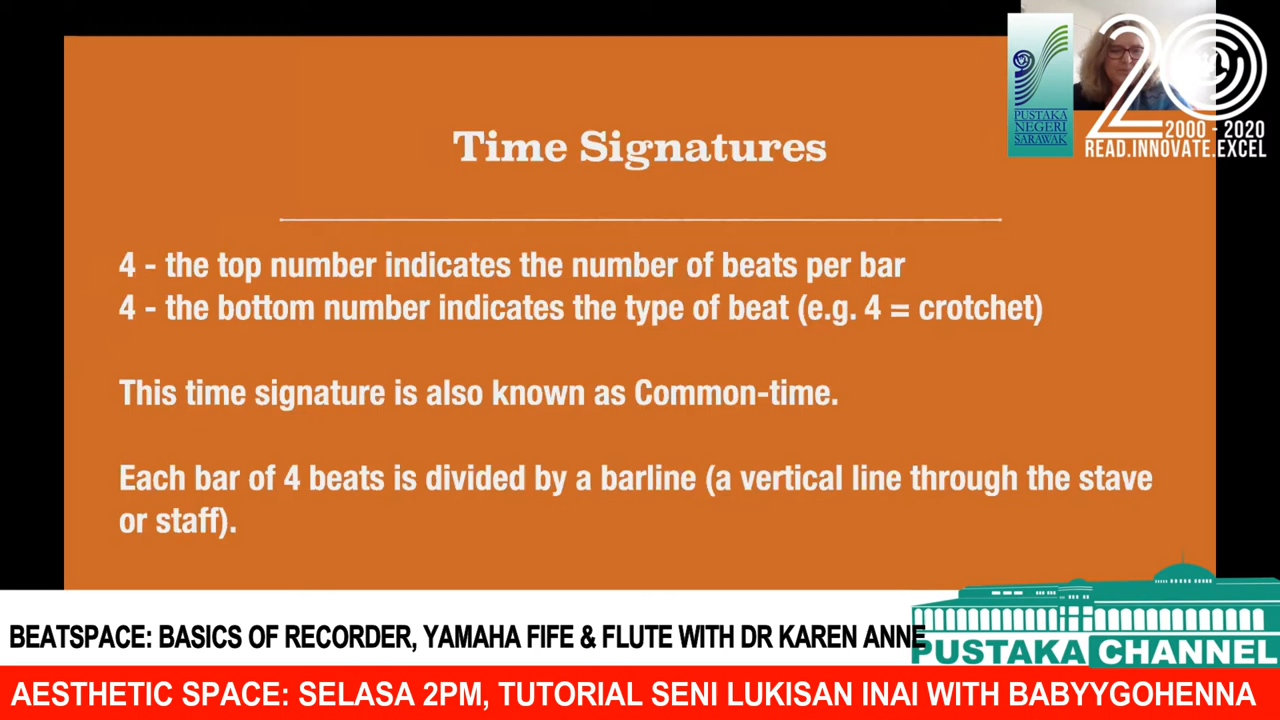 PUSTAKA
NEGERI
SARAWAK
20
2000 - 2020
READ.INNOVATE.EXCEL
Time Signatures
4 - the top number indicates the number of beats per bar
4 - the bottom number indicates the type of beat (e.g. 4 = crotchet)
This time signature is also known as Common-time.
Each bar of 4 beats is divided by a barline (a vertical line through the stave
or staff).
BEATSPACE: BASICS OF RECORDER, YAMAHA FIFE & FLUTE WITH DR KAREN ANNE
PUSTAKA CHANNEL
AESTHETIC SPACE: SELASA 2PM, TUTORIAL SENI LUKISAN INAI WITH BABYYGOHENNA